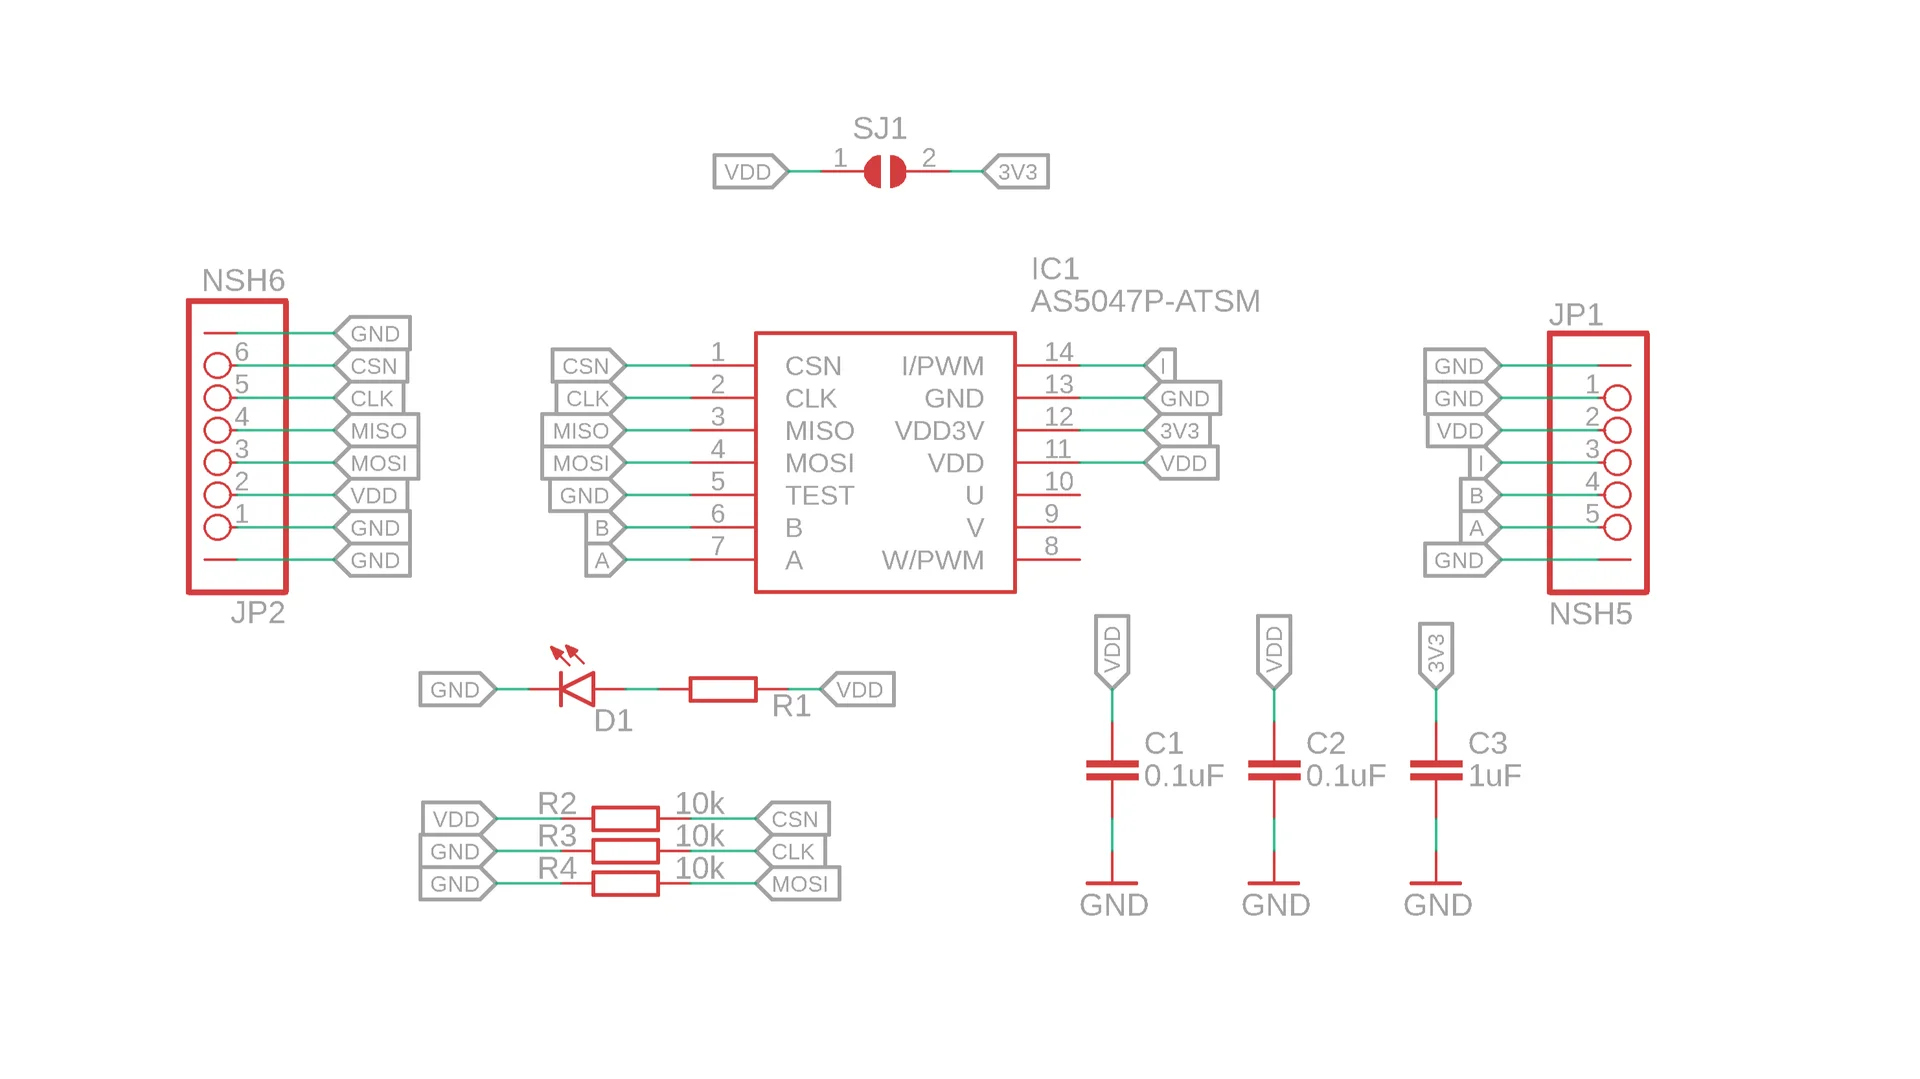 SJ1
VDD 1 2 3V3
NSH6
GND
6 CSN
5 CLK
4 MISO
3 MOSI
2 VDD
1 GND
GND
JP2
IC1
AS5047P-ATSM
CSN 1 CSN I/PWM 14 I
CLK 2 CLK GND 13 GND
MISO 3 MISO VDD3V 12 3V3
MOSI 4 MOSI VDD 11 VDD
GND 5 TEST U 10
B 6 B V 9
A 7 A W/PWM 8
JP1
GND
GND 1
VDD 2
I 3
B 4
A 5
GND
NSH5
GND D1 R1 VDD
VDD R2 10k CSN
GND R3 10k CLK
GND R4 10k MOSI
VDD
C1
0.1uF
GND
VDD
C2
0.1uF
GND
3V3
C3
1uF
GND